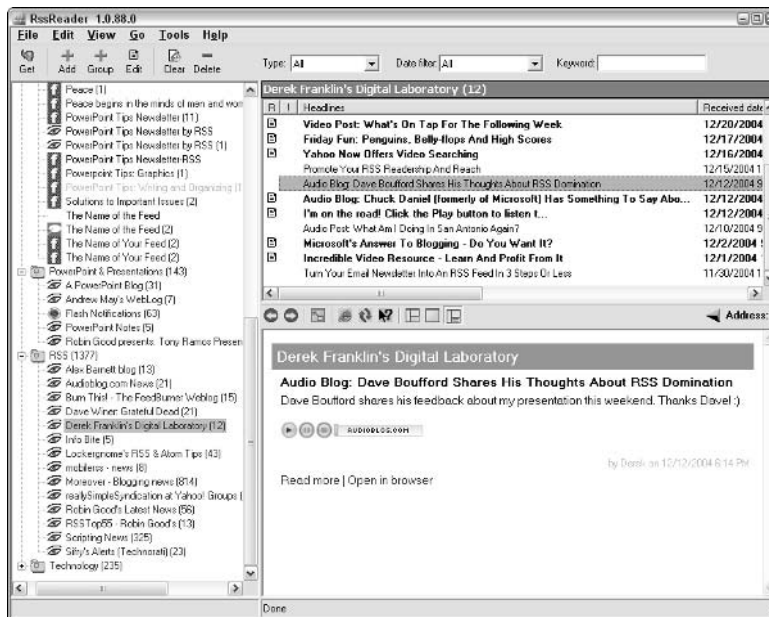 RssReader 1.0.88.0
File Edit View Go Tools Help
Get Add Group Edit Clear Delete Type: All Date filter: All Keyword:
Peace (1)
Peace begins in the minds of men and wom
PowerPoint Tips Newsletter (11)
PowerPoint Tips Newsletter by RSS
PowerPoint Tips Newsletter by RSS (1)
PowerPoint Tips Newsletter-RSS
Powerpoint Tips: Graphics (1)
PowerPoint Tips: Writing and Organizing (1
Solutions to Important Issues (2)
The Name of the Feed
The Name of the Feed (2)
The Name of Your Feed (2)
The Name of Your Feed (2)
PowerPoint & Presentations (143)
A PowerPoint Blog (31)
Andrew May's WebLog (7)
Flash Notifications (63)
PowerPoint Notes (5)
Robin Good presents: Tony Ramos Presen
RSS (1377)
Alex Barnett blog (13)
Audioblog.com News (21)
Burn This! - The FeedBurner Weblog (15)
Dave Winer: Grateful Dead (21)
Derek Franklin's Digital Laboratory (12)
Info Bite (5)
Lockergnome's RSS & Atom Tips (43)
mobilerss - news (8)
Moreover - Blogging news (814)
reallySimpleSyndication at Yahoo! Groups (
Robin Good's Latest News (56)
RSSTop55 - Robin Good's (13)
Scripting News (325)
Sifry's Alerts (Technorati) (23)
Technology (235)
Derek Franklin's Digital Laboratory (12)
R ! Headlines Received date
Video Post: What's On Tap For The Following Week 12/20/2004
Friday Fun: Penguins, Belly-flops And High Scores 12/17/2004
Yahoo Now Offers Video Searching 12/16/2004
Promote Your RSS Readership And Reach 12/15/2004 1
Audio Blog: Dave Boufford Shares His Thoughts About RSS Domination 12/12/2004 9
Audio Blog: Chuck Daniel (formely of Microsoft) Has Something To Say Abo... 12/12/2004
I'm on the road! Click the Play button to listen t... 12/12/2004
Audio Post: What Am I Doing In San Antonio Again? 12/10/2004 9
Microsoft's Answer To Blogging - Do You Want It? 12/2/2004
Incredible Video Resource - Learn And Profit From It 12/1/2004
Turn Your Email Newsletter Into An RSS Feed In 3 Steps Or Less 11/30/2004 1
Address:
Derek Franklin's Digital Laboratory
Audio Blog: Dave Boufford Shares His Thoughts About RSS Domination
Dave Boufford shares his feedback about my presentation this weekend. Thanks Dave! :)
AUDIOBLOG.COM
by Derek on 12/12/2004 6:14 PM
Read more | Open in browser
Done